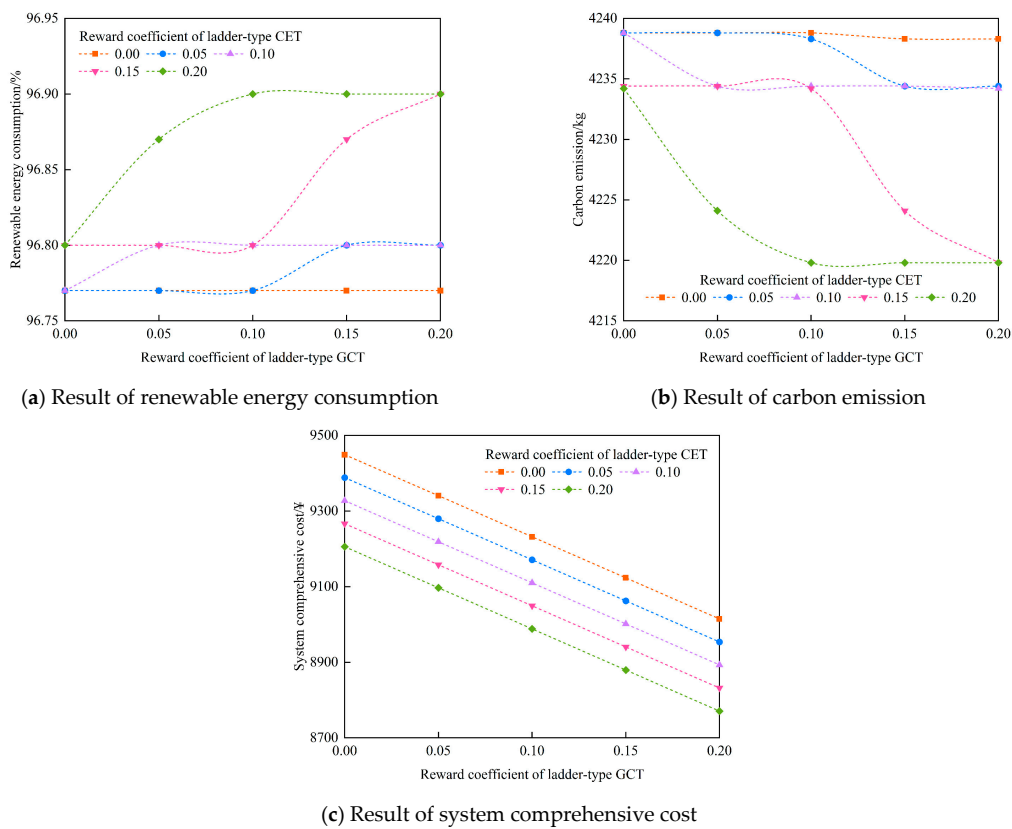 96.95
96.90
96.85
96.80
96.75
Renewable energy consumption/%
Reward coefficient of ladder-type CET
0.00 0.05 0.10
0.15 0.20
0.00 0.05 0.10 0.15 0.20
Reward coefficient of ladder-type GCT
(a) Result of renewable energy consumption
4240
4235
4230
4225
4220
4215
Carbon emission/kg
Reward coefficient of ladder-type CET
0.00 0.05 0.10 0.15 0.20
0.00 0.05 0.10 0.15 0.20
Reward coefficient of ladder-type GCT
(b) Result of carbon emission
9500
9300
9100
8900
8700
System comprehensive cost/¥
Reward coefficient of ladder-type CET
0.00 0.05 0.10
0.15 0.20
0.00 0.05 0.10 0.15 0.20
Reward coefficient of ladder-type GCT
(c) Result of system comprehensive cost